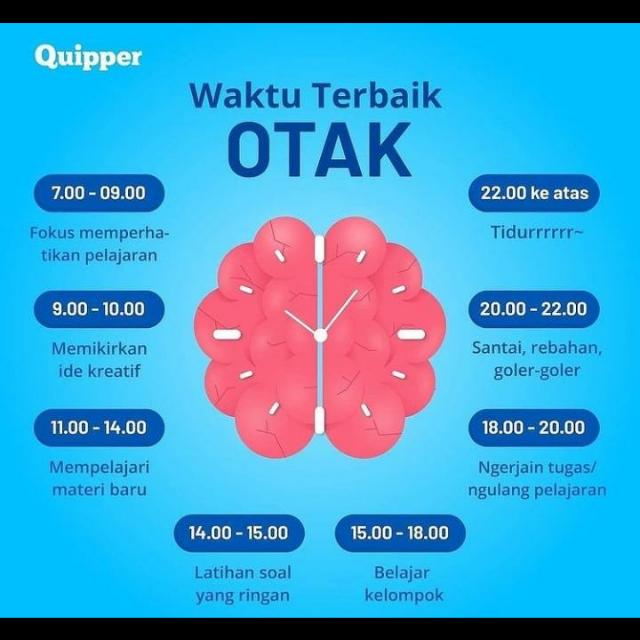 Quipper
Waktu Terbaik
OTAK
7.00 - 09.00
Fokus memperha-
tikan pelajaran
9.00 - 10.00
Memikirkan
ide kreatif
11.00 - 14.00
Mempelajari
materi baru
14.00 - 15.00
Latihan soal
yang ringan
15.00 - 18.00
Belajar
kelompok
18.00 - 20.00
Ngerjain tugas/
ngulang pelajaran
20.00 - 22.00
Santai, rebahan,
goler-goler
22.00 ke atas
Tidurrrrrr~